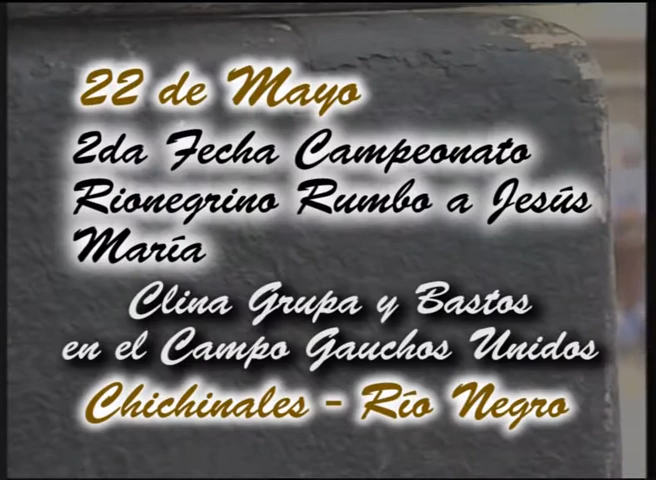 22 de Mayo
2da Fecha Campeonato
Rionegrino Rumbo a Jesús
María
Clina Grupa y Bastos
en el Campo Gauchos Unidos
Chichinales - Río Negro